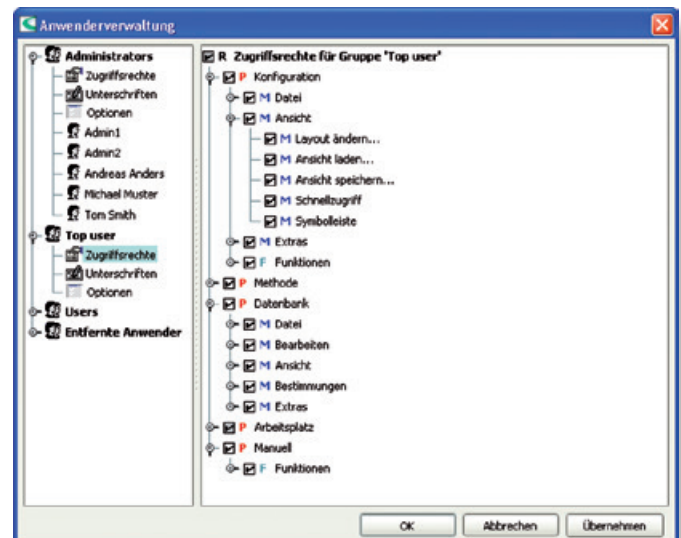 Anwenderverwaltung
Administrators
Zugriffsrechte
Unterschriften
Optionen
Admin1
Admin2
Andreas Anders
Michael Muster
Tom Smith
Top user
Zugriffsrechte
Unterschriften
Optionen
Users
Entfernte Anwender
R Zugriffsrechte für Gruppe 'Top user'
P Konfiguration
M Datei
M Ansicht
M Layout ändern...
M Ansicht laden...
M Ansicht speichern...
M Schnellzugriff
M Symbolleiste
M Extras
F Funktionen
P Methode
P Datenbank
M Datei
M Bearbeiten
M Ansicht
M Bestimmungen
M Extras
P Arbeitsplatz
P Manuell
F Funktionen
OK Abbrechen Übernehmen